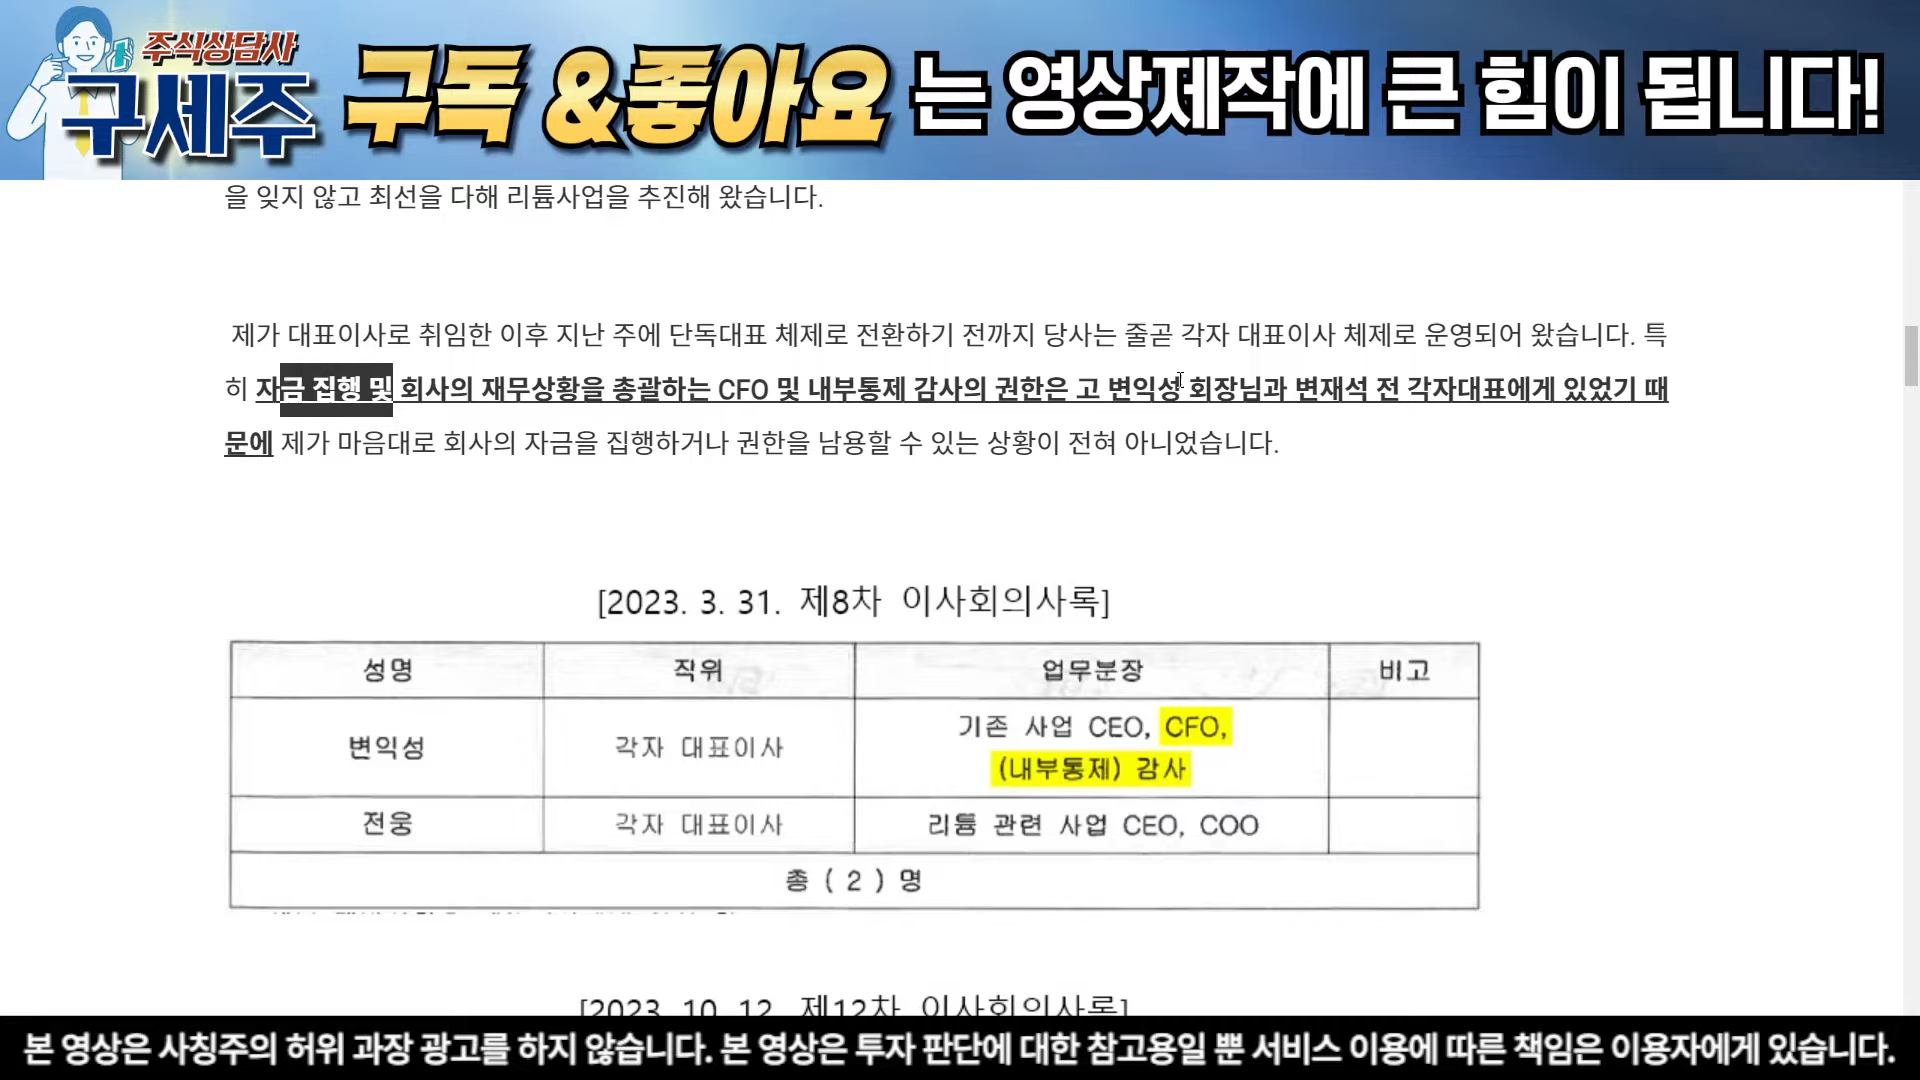 주식상담사
구세주
구독 &좋아요 는 영상제작에 큰 힘이 됩니다!
을 잊지 않고 최선을 다해 리튬사업을 추진해 왔습니다.
제가 대표이사로 취임한 이후 지난 주에 단독대표 체제로 전환하기 전까지 당사는 줄곧 각자 대표이사 체제로 운영되어 왔습니다. 특
히 자금 집행 및 회사의 재무상황을 총괄하는 CFO 및 내부통제 감사의 권한은 고 변익성 회장님과 변재석 전 각자대표에게 있었기 때
문에 제가 마음대로 회사의 자금을 집행하거나 권한을 남용할 수 있는 상황이 전혀 아니었습니다.
[2023. 3. 31. 제8차 이사회의사록]
성명 직위 업무분장 비고
변익성 각자 대표이사 기존 사업 CEO, CFO,
(내부통제) 감사
전웅 각자 대표이사 리튬 관련 사업 CEO, COO
총 ( 2 ) 명
[2023. 10. 12. 제12차 이사회의사록]
본 영상은 사칭주의 허위 과장 광고를 하지 않습니다. 본 영상은 투자 판단에 대한 참고용일 뿐 서비스 이용에 따른 책임은 이용자에게 있습니다.